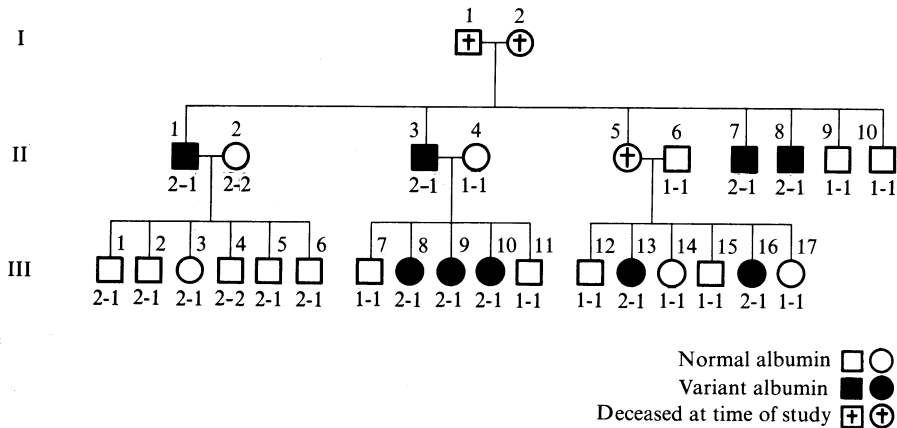 1 2
I
1 2 3 4 5 6 7 8 9 10
II
2-1 2-2 2-1 1-1 1-1 2-1 2-1 1-1 1-1
1 2 3 4 5 6 7 8 9 10 11 12 13 14 15 16 17
III
2-1 2-1 2-1 2-2 2-1 2-1 1-1 2-1 2-1 2-1 1-1 1-1 2-1 1-1 1-1 2-1 1-1
Normal albumin
Variant albumin
Deceased at time of study